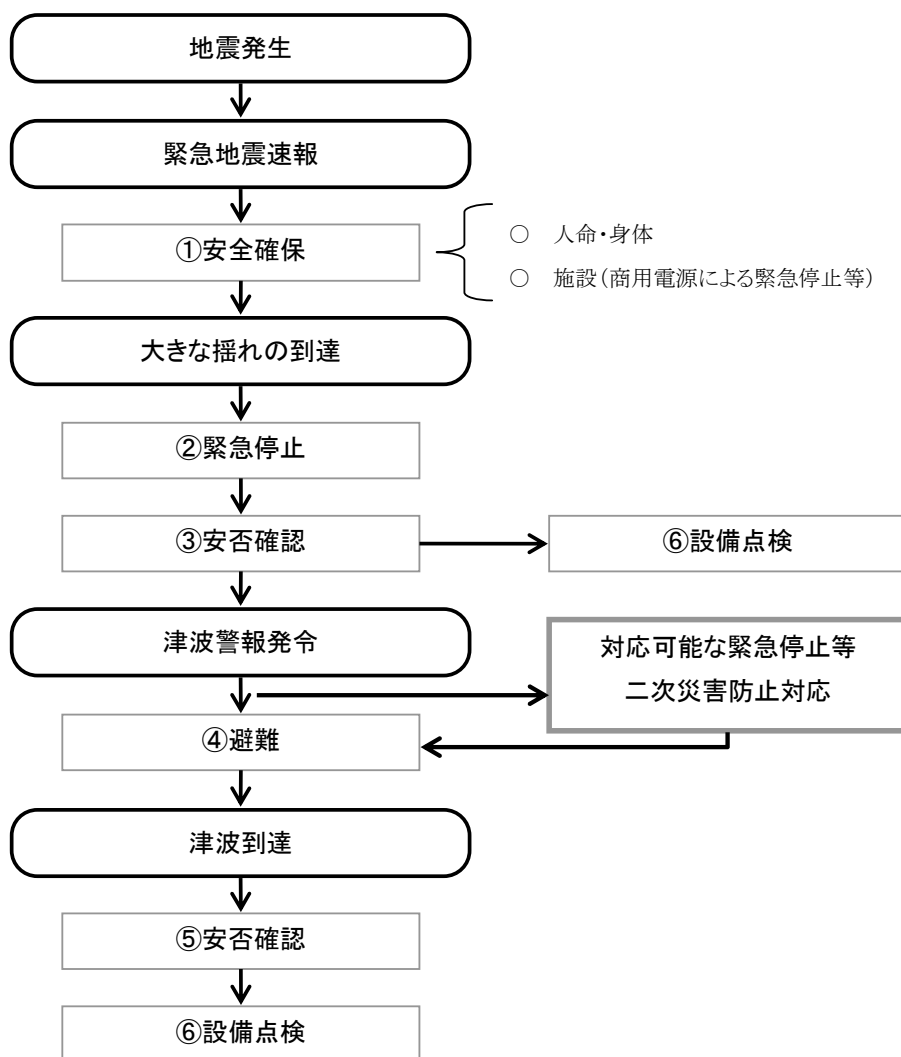 地震発生
緊急地震速報
①安全確保
○ 人命・身体
○ 施設（商用電源による緊急停止等）
大きな揺れの到達
②緊急停止
③安否確認
⑥設備点検
津波警報発令
対応可能な緊急停止等
二次災害防止対応
④避難
津波到達
⑤安否確認
⑥設備点検